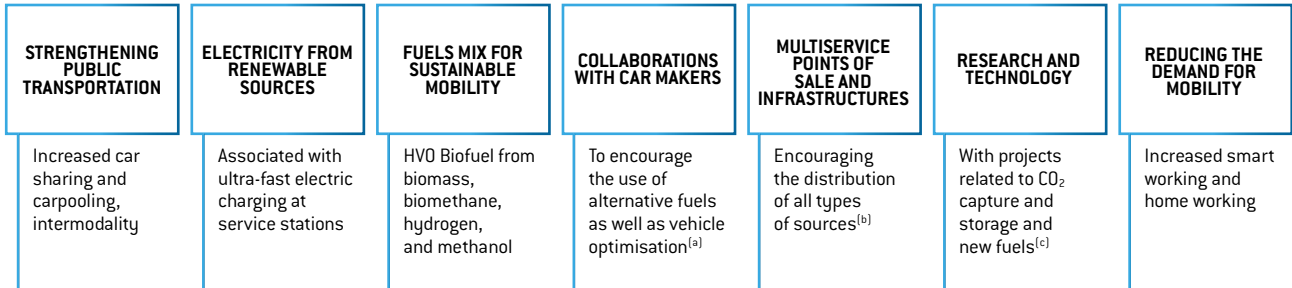 STRENGTHENING
PUBLIC
TRANSPORTATION
Increased car
sharing and
carpooling,
intermodality
ELECTRICITY FROM
RENEWABLE
SOURCES
Associated with
ultra-fast electric
charging at
service stations
FUELS MIX FOR
SUSTAINABLE
MOBILITY
HVO Biofuel from
biomass,
biomethane,
hydrogen,
and methanol
COLLABORATIONS
WITH CAR MAKERS
To encourage
the use of
alternative fuels
as well as vehicle
optimisation(a)
MULTISERVICE
POINTS OF
SALE AND
INFRASTRUCTURES
Encouraging
the distribution
of all types
of sources(b)
RESEARCH AND
TECHNOLOGY
With projects
related to CO₂
capture and
storage and
new fuels(c)
REDUCING THE
DEMAND FOR
MOBILITY
Increased smart
working and
home working